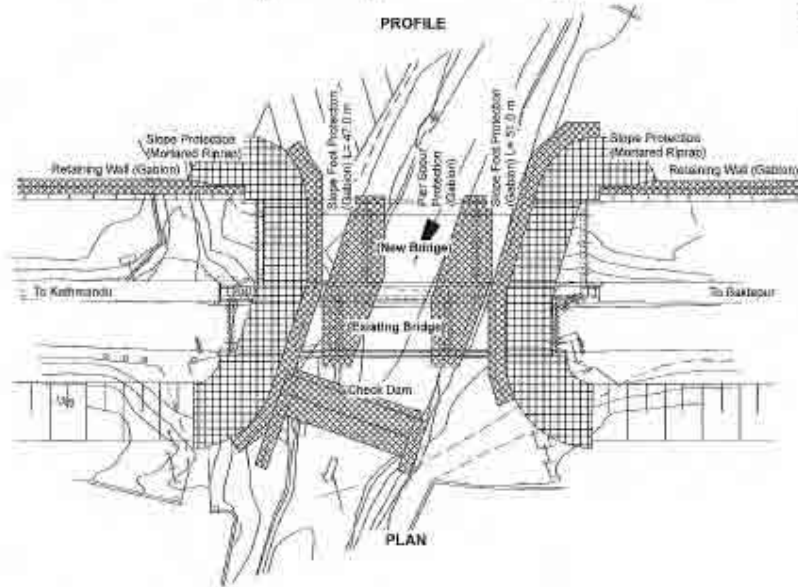 PROFILE
Slope Protection
(Mortared Riprap)
Retaining Wall (Gabion)
Slope Foot Protection
(Gabion) L= 47.0 m
Pier Scour
Protection
(Gabion)
Slope Foot Protection
(Gabion) L= 51.0 m
Slope Protection
(Mortared Riprap)
Retaining Wall (Gabion)
(New Bridge)
To Kathmandu
To Baktapur
(Existing Bridge)
Check Dam
PLAN